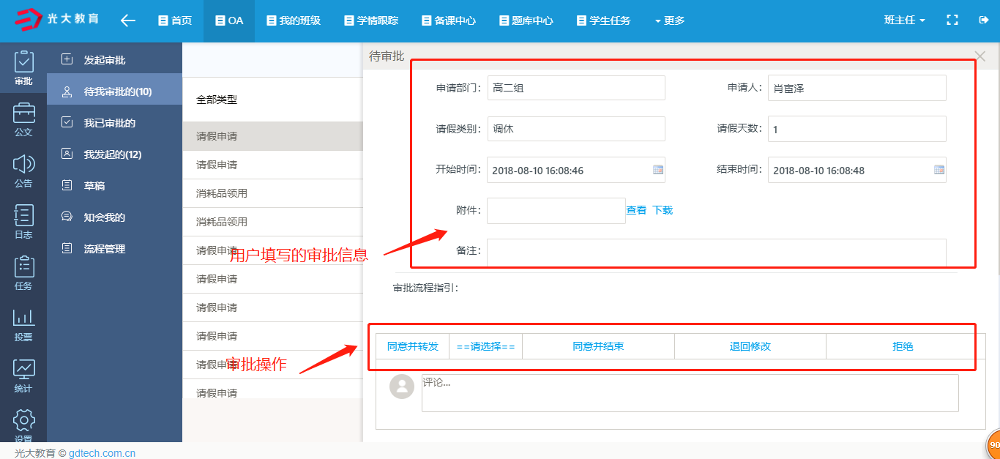 光大教育 首页 OA 我的班级 学情跟踪 备课中心 题库中心 学生任务 更多 班主任
审批
公文
公告
日志
任务
投票
统计
设置
发起审批
待我审批的(10)
我已审批的
我发起的(12)
草稿
知会我的
流程管理
全部类型
请假申请
请假申请
消耗品领用
消耗品领用
请假申请
请假申请
请假申请
请假申请
请假申请
请假申请
待审批
申请部门： 高二组 申请人： 肖宦泽
请假类别： 调休 请假天数： 1
开始时间： 2018-08-10 16:08:46 结束时间： 2018-08-10 16:08:48
附件： 查看 下载
备注：
用户填写的审批信息
审批流程指引：
同意并转发 ==请选择== 同意并结束 退回修改 拒绝
审批操作
评论...
90
光大教育 © gdtech.com.cn